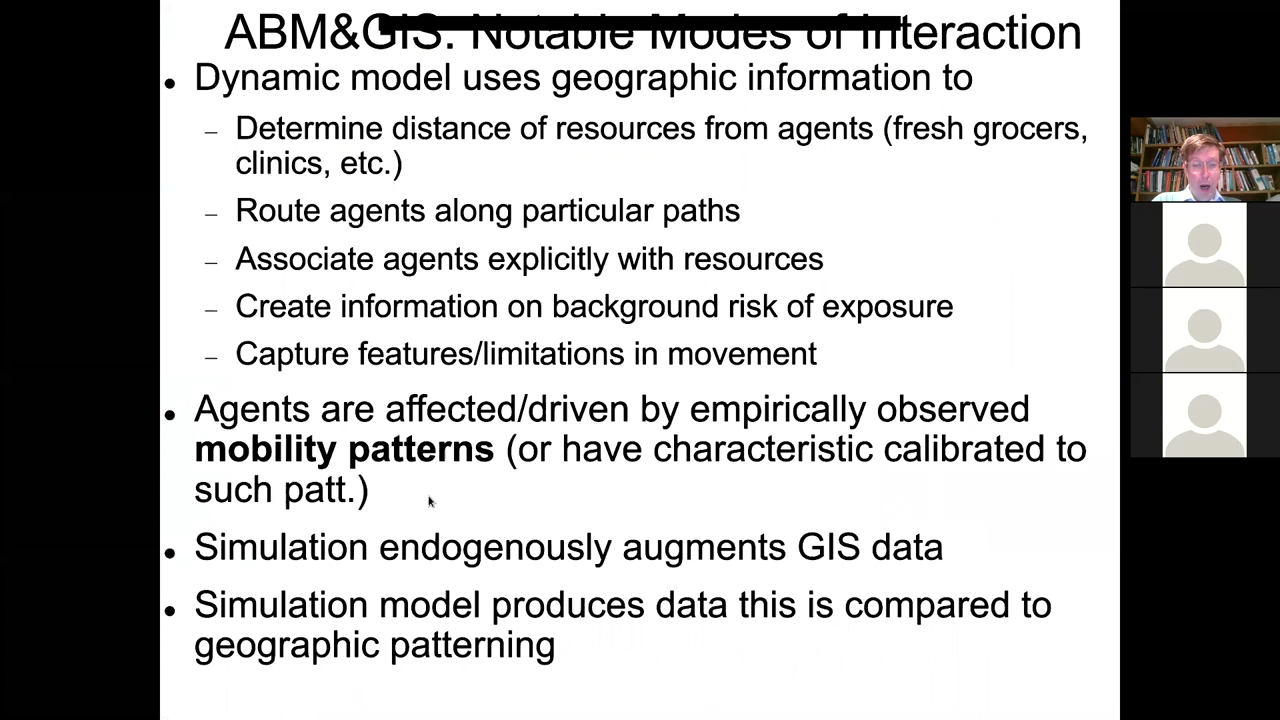 ABM&GIS: Notable Modes of Interaction
• Dynamic model uses geographic information to
– Determine distance of resources from agents (fresh grocers,
clinics, etc.)
– Route agents along particular paths
– Associate agents explicitly with resources
– Create information on background risk of exposure
– Capture features/limitations in movement
• Agents are affected/driven by empirically observed
mobility patterns (or have characteristic calibrated to
such patt.)
• Simulation endogenously augments GIS data
• Simulation model produces data this is compared to
geographic patterning